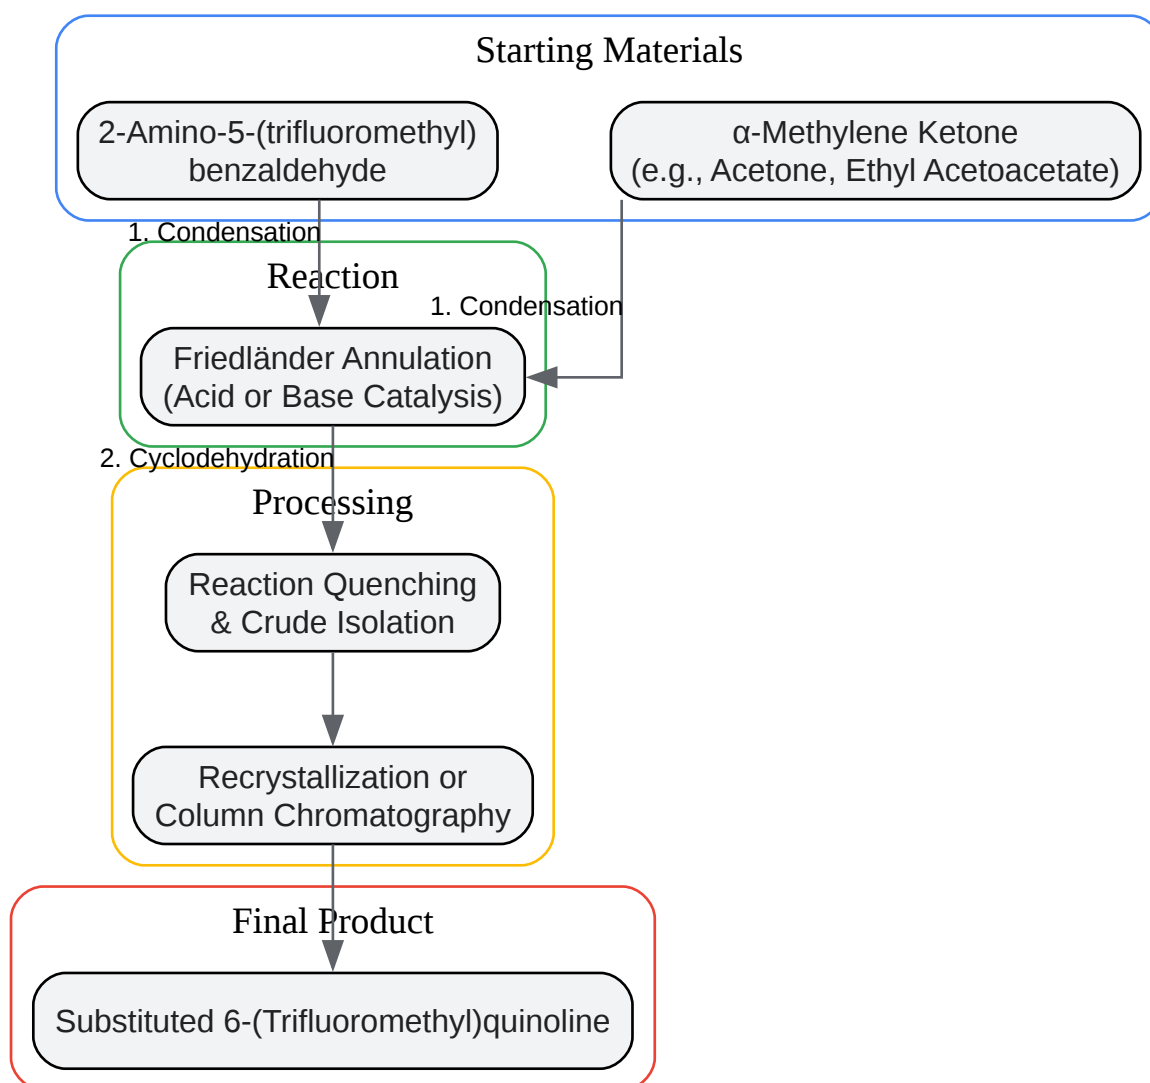 Starting Materials
2-Amino-5-(trifluoromethyl)
benzaldehyde
α-Methylene Ketone
(e.g., Acetone, Ethyl Acetoacetate)
1. Condensation
Reaction
1. Condensation
Friedländer Annulation
(Acid or Base Catalysis)
2. Cyclodehydration
Processing
Reaction Quenching
& Crude Isolation
Recrystallization or
Column Chromatography
Final Product
Substituted 6-(Trifluoromethyl)quinoline